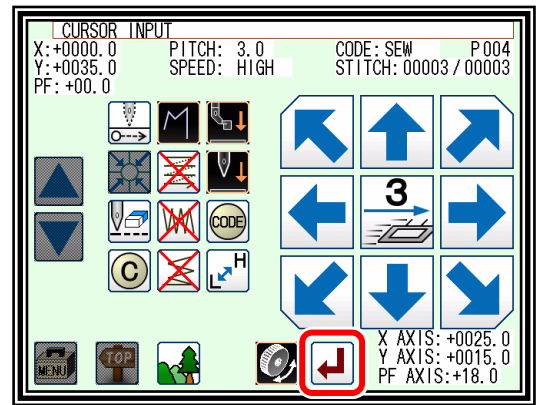 CURSOR INPUT
X:+0000.0 PITCH: 3.0 CODE:SEW P004
Y:+0035.0 SPEED: HIGH STITCH:00003/00003
PF:+00.0
3
CODE
C
L H
X AXIS:+0025.0
MENU TOP Y AXIS:+0015.0
PF AXIS:+18.0